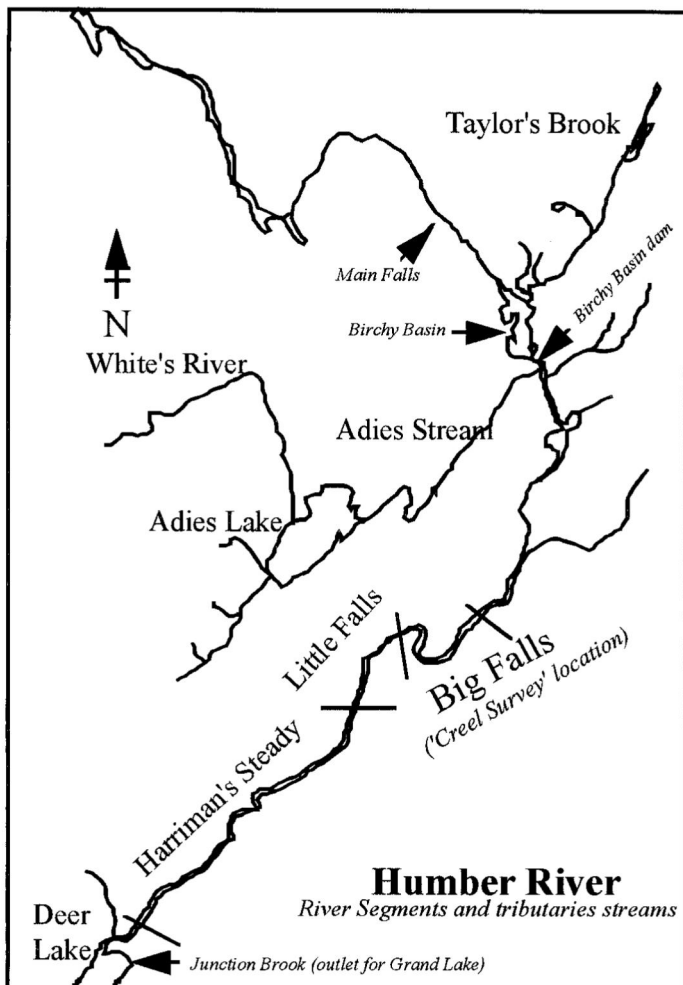 Taylor's Brook
Main Falls
Birchy Basin dam
Birchy Basin
N
White's River
Adies Stream
Adies Lake
Little Falls
Big Falls
('Creel Survey' location)
Harriman's Steady
Humber River
River Segments and tributaries streams
Deer
Lake
Junction Brook (outlet for Grand Lake)